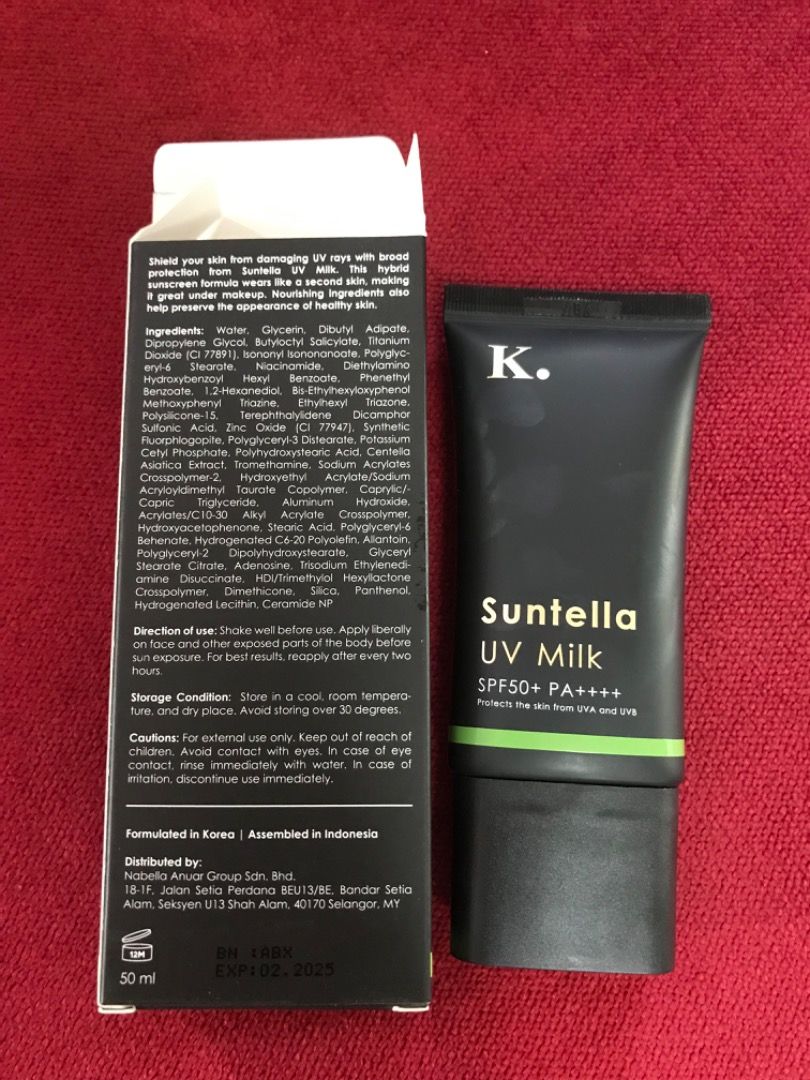 Shield your skin from damaging UV rays with broad
protection from Suntella UV Milk. This hybrid
sunscreen formula wears like a second skin, making
it great under makeup. Nourishing ingredients also
help preserve the appearance of healthy skin.
Ingredients: Water, Glycerin, Dibutyl Adipate,
Dipropylene Glycol, Butyloctyl Salicylate, Titanium
Dioxide (CI 77891), Isononyl Isononanoate, Polyglyc-
eryl-6 Stearate, Niacinamide, Diethylamino
Hydroxybenzoyl Hexyl Benzoate, Phenethyl
Benzoate, 1,2-Hexanediol, Bis-Ethylhexyloxyphenol
Methoxyphenyl Triazine, Ethylhexyl Triazone,
Polysilicone-15, Terephthalylidene Dicamphor
Sulfonic Acid, Zinc Oxide (CI 77947), Synthetic
Fluorphlogopite, Polyglyceryl-3 Distearate, Potassium
Cetyl Phosphate, Polyhydroxystearic Acid, Centella
Asiatica Extract, Tromethamine, Sodium Acrylates
Crosspolymer-2, Hydroxyethyl Acrylate/Sodium
Acryloyldimethyl Taurate Copolymer, Caprylic/-
Capric Triglyceride, Aluminum Hydroxide,
Acrylates/C10-30 Alkyl Acrylate Crosspolymer,
Hydroxyacetophenone, Stearic Acid, Polyglyceryl-6
Behenate, Hydrogenated C6-20 Polyolefin, Allantoin,
Polyglyceryl-2 Dipolyhydroxystearate, Glyceryl
Stearate Citrate, Adenosine, Trisodium Ethylenedi-
amine Disuccinate, HDI/Trimethylol Hexyllactone
Crosspolymer, Dimethicone, Silica, Panthenol,
Hydrogenated Lecithin, Ceramide NP
Direction of use: Shake well before use. Apply liberally
on face and other exposed parts of the body before
sun exposure. For best results, reapply after every two
hours.
Storage Condition: Store in a cool, room tempera-
ture, and dry place. Avoid storing over 30 degrees.
Cautions: For external use only. Keep out of reach of
children. Avoid contact with eyes. In case of eye
contact, rinse immediately with water. In case of
irritation, discontinue use immediately.
Formulated in Korea | Assembled in Indonesia
Distributed by:
Nabella Anuar Group Sdn. Bhd.
18-1F, Jalan Setia Perdana BEU13/BE, Bandar Setia
Alam, Seksyen U13 Shah Alam, 40170 Selangor, MY
12M
50 ml
BN :ABX
EXP:02.2025
K.
Suntella
UV Milk
SPF50+ PA++++
Protects the skin from UVA and UVB